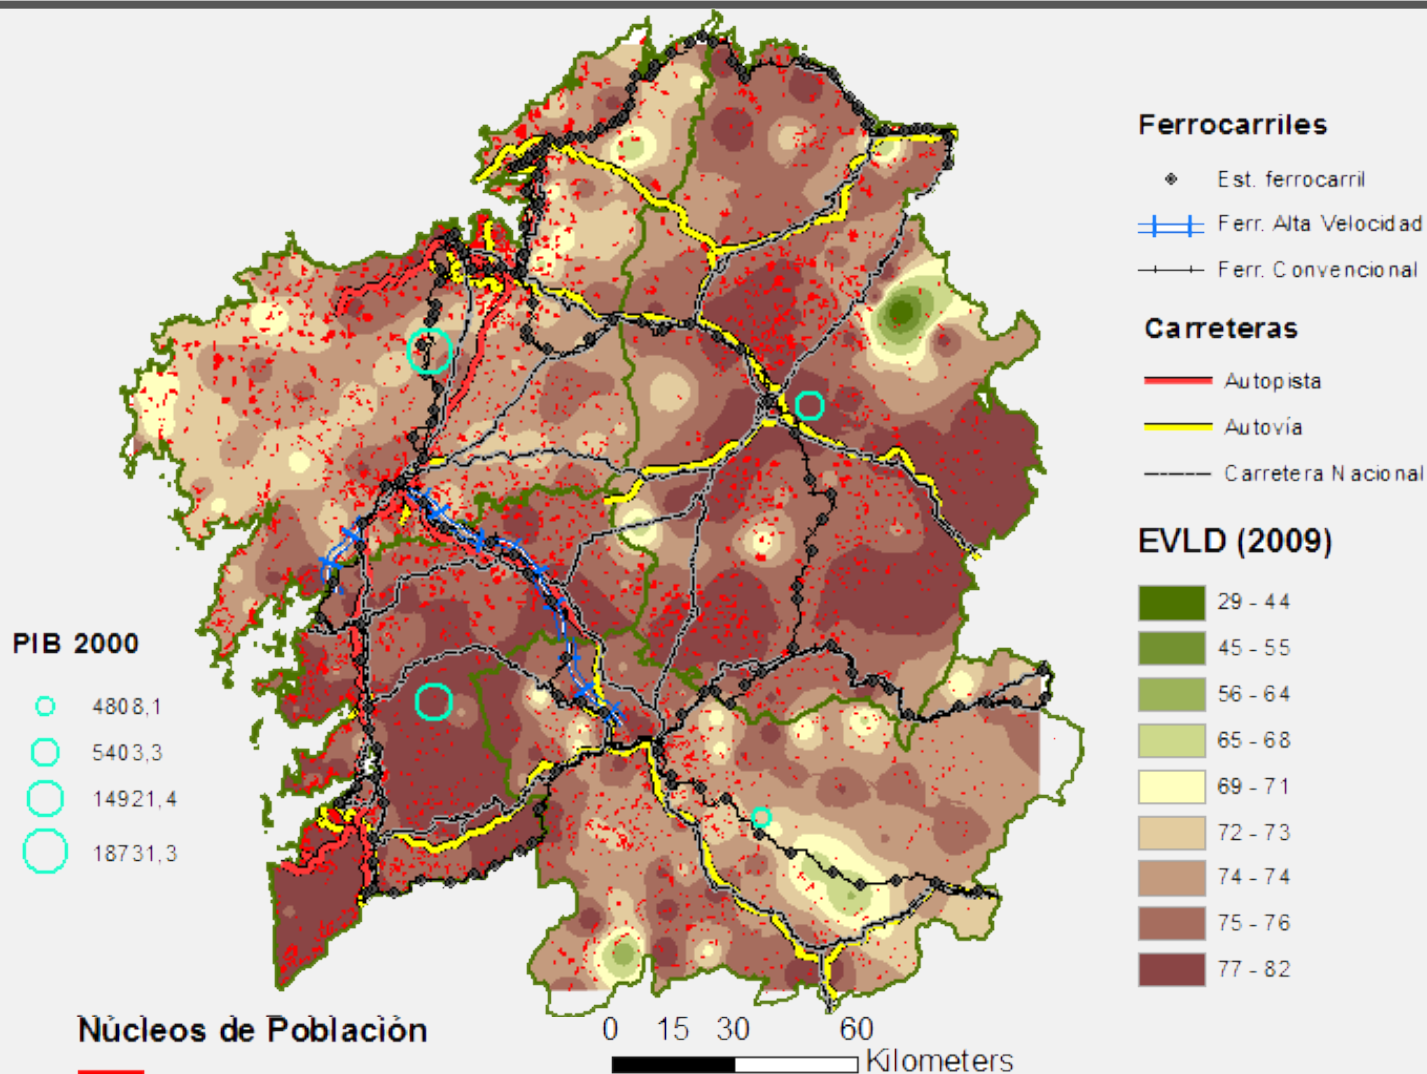 Ferrocarriles
Est. ferrocarril
Ferr. Alta Velocidad
Ferr. Convencional
Carreteras
Autopista
Autovía
Carretera Nacional
EVLD (2009)
29 - 44
45 - 55
56 - 64
65 - 68
69 - 71
72 - 73
74 - 74
75 - 76
77 - 82
PIB 2000
4808,1
5403,3
14921,4
18731,3
Núcleos de Población
0 15 30 60
Kilometers